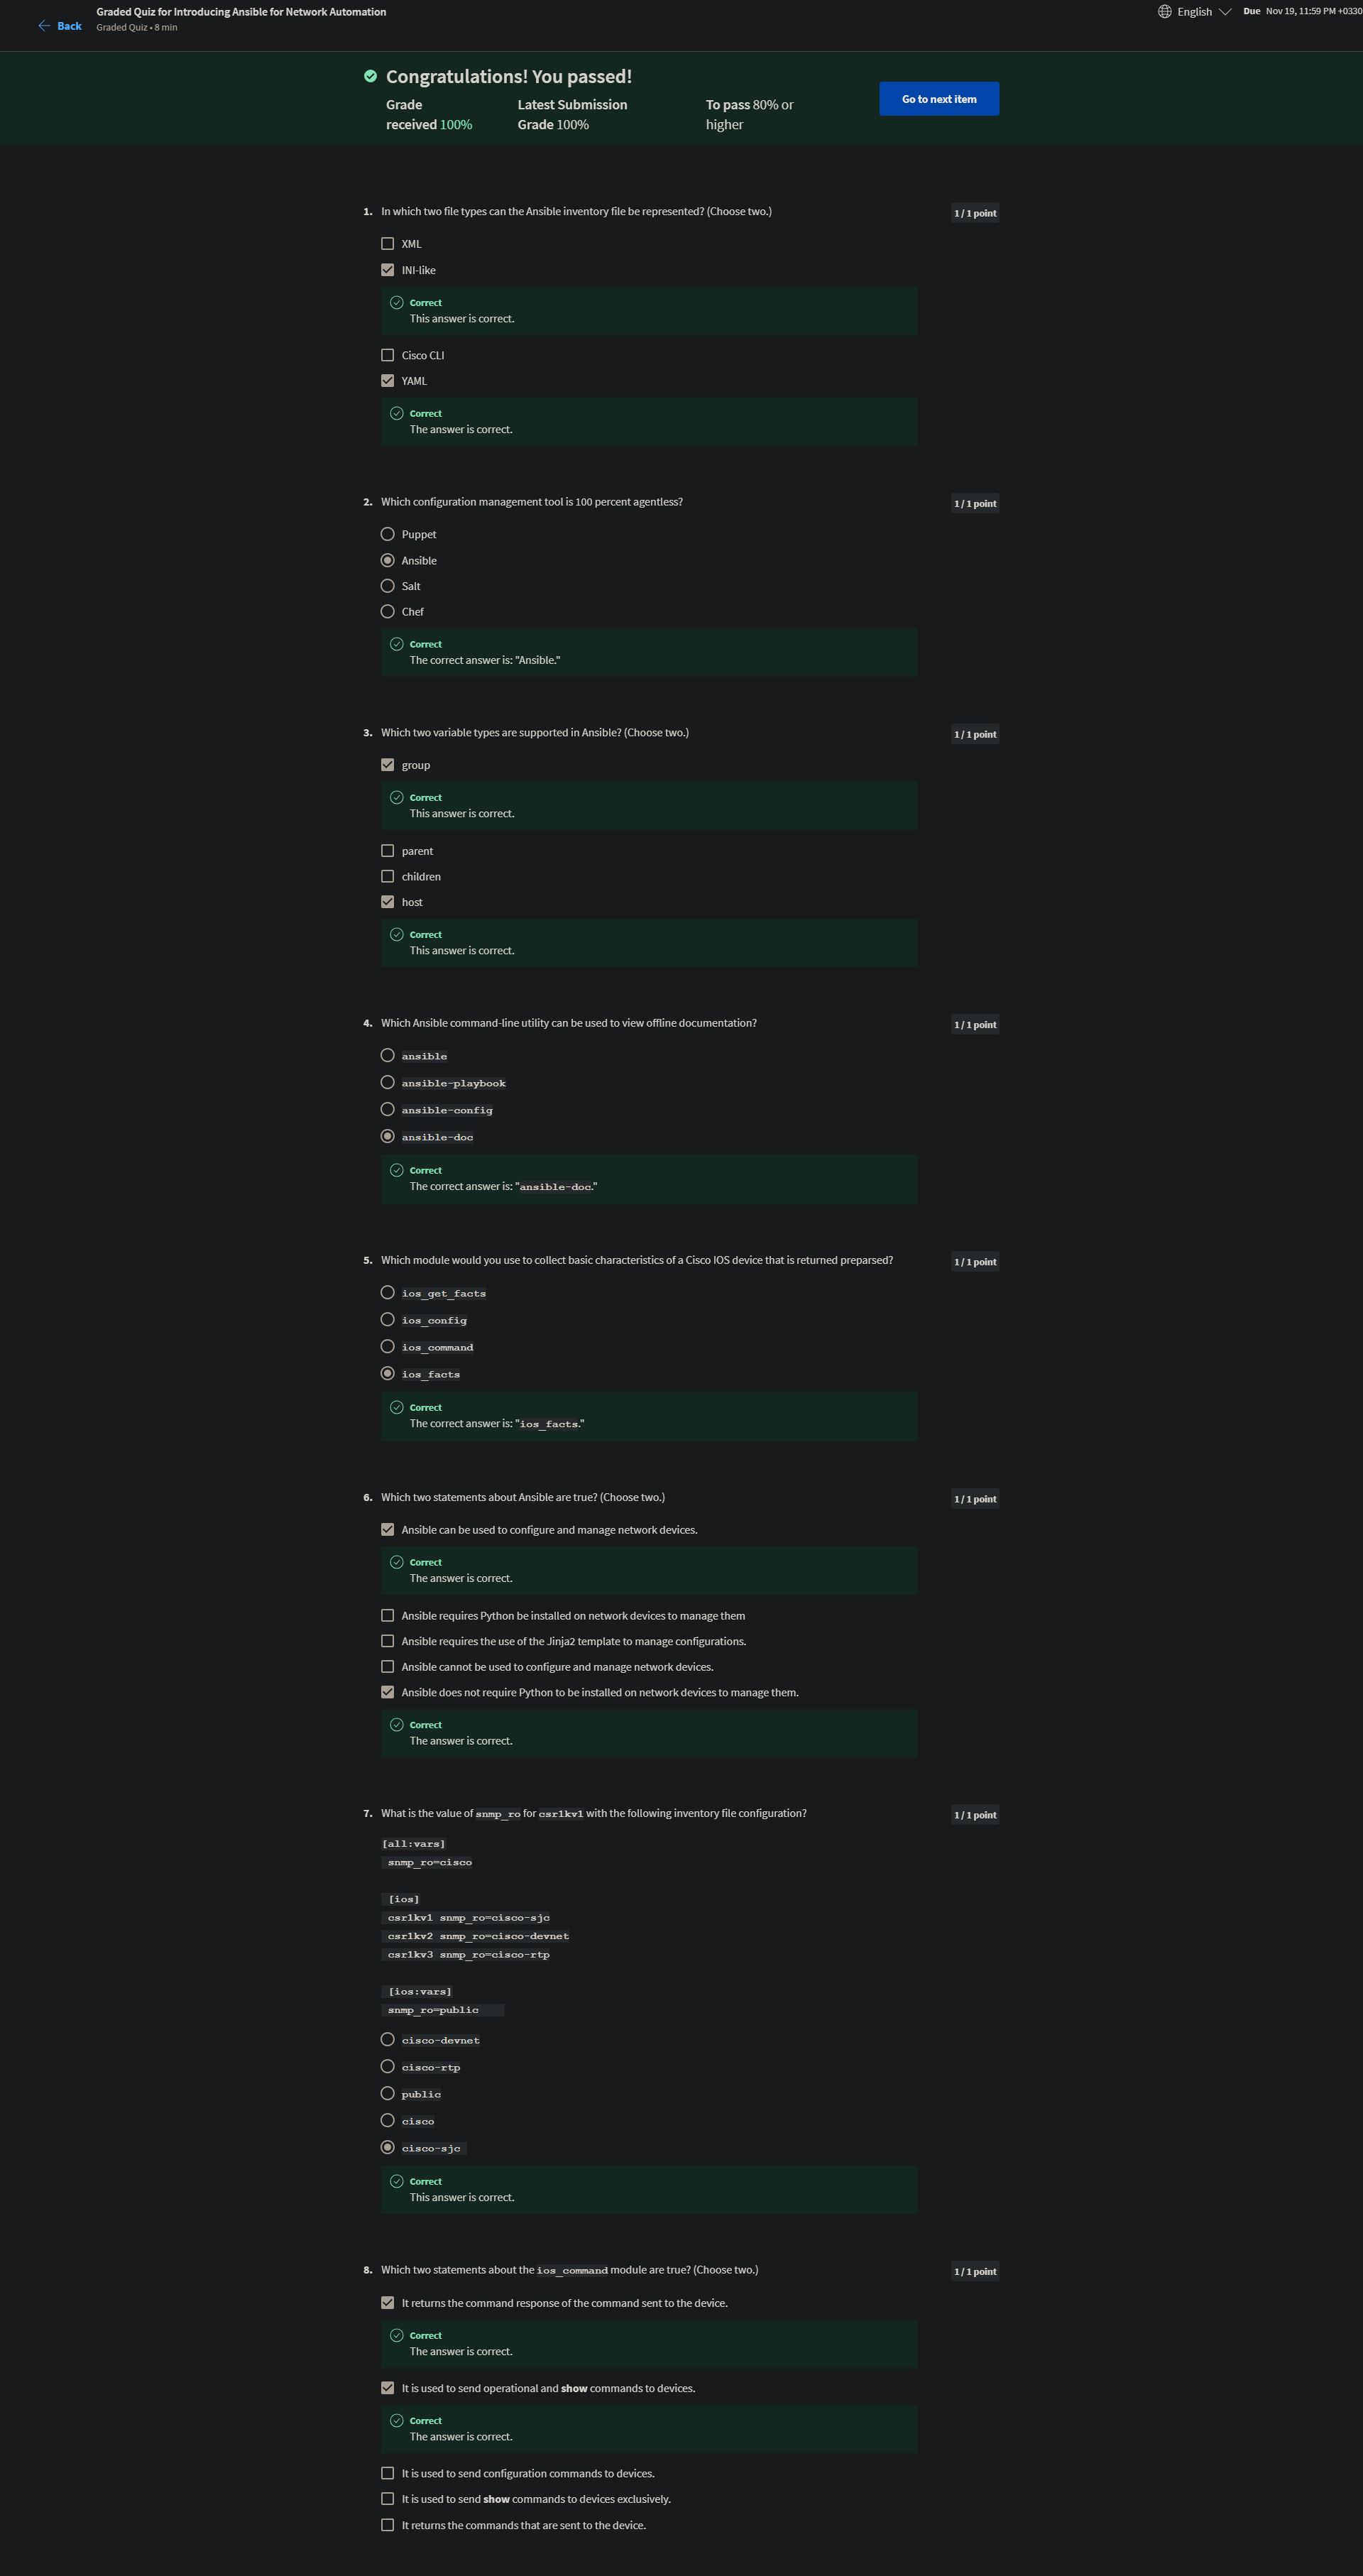 Back
Graded Quiz for Introducing Ansible for Network Automation
Graded Quiz • 8 min
English
Due Nov 19, 11:59 PM +0330
Congratulations! You passed!
Grade received 100%
Latest Submission Grade 100%
To pass 80% or higher
Go to next item
1. In which two file types can the Ansible inventory file be represented? (Choose two.)
1 / 1 point
XML
INI-like
Correct
This answer is correct.
Cisco CLI
YAML
Correct
The answer is correct.
2. Which configuration management tool is 100 percent agentless?
1 / 1 point
Puppet
Ansible
Salt
Chef
Correct
The correct answer is: "Ansible."
3. Which two variable types are supported in Ansible? (Choose two.)
1 / 1 point
group
Correct
This answer is correct.
parent
children
host
Correct
This answer is correct.
4. Which Ansible command-line utility can be used to view offline documentation?
1 / 1 point
ansible
ansible-playbook
ansible-config
ansible-doc
Correct
The correct answer is: "ansible-doc."
5. Which module would you use to collect basic characteristics of a Cisco IOS device that is returned preparsed?
1 / 1 point
ios_get_facts
ios_config
ios_command
ios_facts
Correct
The correct answer is: "ios_facts."
6. Which two statements about Ansible are true? (Choose two.)
1 / 1 point
Ansible can be used to configure and manage network devices.
Correct
The answer is correct.
Ansible requires Python be installed on network devices to manage them
Ansible requires the use of the Jinja2 template to manage configurations.
Ansible cannot be used to configure and manage network devices.
Ansible does not require Python to be installed on network devices to manage them.
Correct
The answer is correct.
7. What is the value of snmp_ro for csr1kv1 with the following inventory file configuration?
1 / 1 point
[all:vars]
snmp_ro=cisco
[ios]
csr1kv1 snmp_ro=cisco-sjc
csr1kv2 snmp_ro=cisco-devnet
csr1kv3 snmp_ro=cisco-rtp
[ios:vars]
snmp_ro=public
cisco-devnet
cisco-rtp
public
cisco
cisco-sjc
Correct
This answer is correct.
8. Which two statements about the ios_command module are true? (Choose two.)
1 / 1 point
It returns the command response of the command sent to the device.
Correct
The answer is correct.
It is used to send operational and show commands to devices.
Correct
The answer is correct.
It is used to send configuration commands to devices.
It is used to send show commands to devices exclusively.
It returns the commands that are sent to the device.